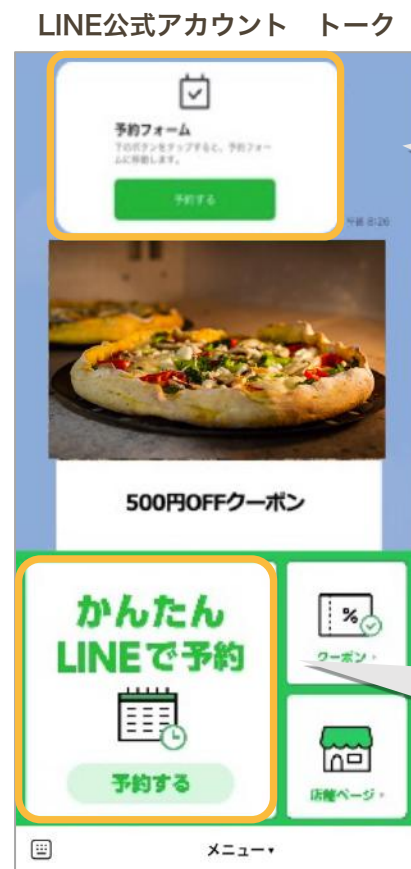 LINE公式アカウント　トーク
予約フォーム
下のボタンをタップすると、予約フォー
ムに移動します。
予約する
午後 8:26
500円OFFクーポン
かんたん
LINEで予約
予約する
%
クーポン
店舗ページ
メニュー▾